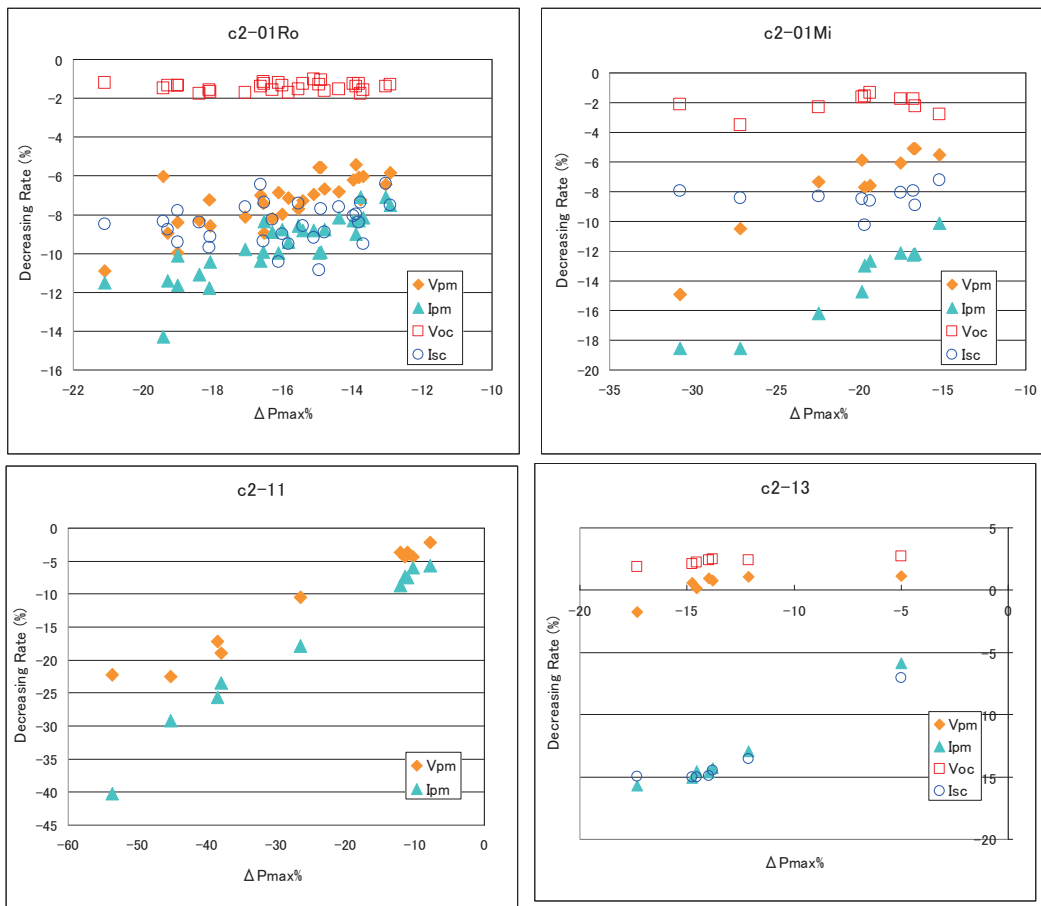 c2-01Ro
0
-2
-4
-6
-8
-10
-12
-14
-16
Decreasing Rate (%)
Vpm
Ipm
Voc
Isc
-22 -20 -18 -16 -14 -12 -10
Δ Pmax%
c2-01Mi
0
-2
-4
-6
-8
-10
-12
-14
-16
-18
-20
Decreasing Rate (%)
Vpm
Ipm
Voc
Isc
-35 -30 -25 -20 -15 -10
Δ Pmax%
c2-11
0
-5
-10
-15
-20
-25
-30
-35
-40
-45
Decreasing Rate (%)
Vpm
Ipm
-60 -50 -40 -30 -20 -10 0
Δ Pmax%
c2-13
5
0
-5
-10
-15
-20
Decreasing Rate (%)
-20 -15 -10 -5 0
Vpm
Ipm
Voc
Isc
Δ Pmax%